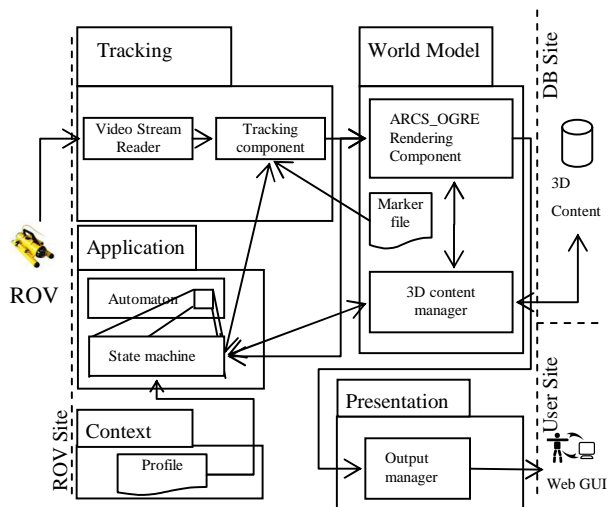 Tracking
World Model
DB Site
Video Stream
Reader
Tracking
component
ARCS_OGRE
Rendering
Component
Marker
file
3D
Content
ROV
Application
Automaton
State machine
3D content
manager
ROV Site
Context
Profile
Presentation
Output
manager
User Site
Web GUI